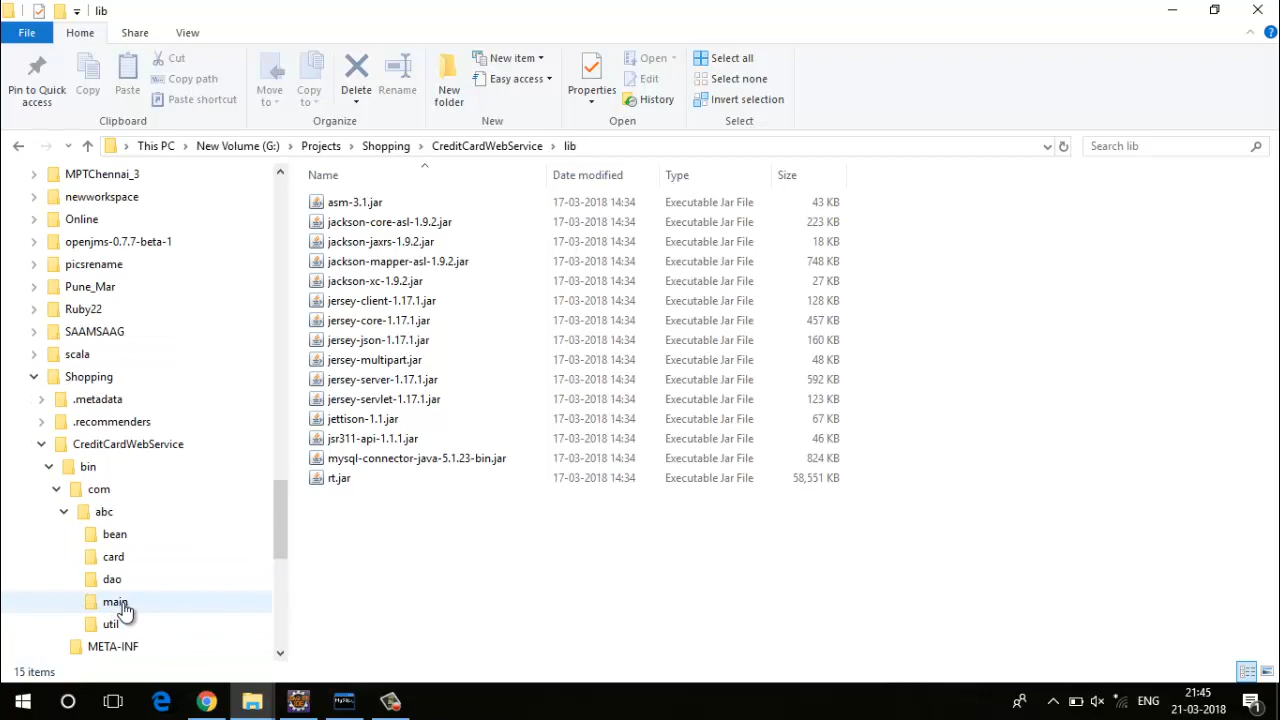 lib
File Home Share View
Pin to Quick access
Copy
Paste
Cut
Copy path
Paste shortcut
Clipboard
Move to
Copy to
Delete
Rename
Organize
New folder
New item
Easy access
New
Properties
Open
Edit
History
Open
Select all
Select none
Invert selection
Select
This PC New Volume (G:) Projects Shopping CreditCardWebService lib
Search lib
MPTChennai_3
newworkspace
Online
openjms-0.7.7-beta-1
picsrename
Pune_Mar
Ruby22
SAAMSAAG
scala
Shopping
.metadata
.recommenders
CreditCardWebService
bin
com
abc
bean
card
dao
main
util
META-INF
Name Date modified Type Size
asm-3.1.jar 17-03-2018 14:34 Executable Jar File 43 KB
jackson-core-asl-1.9.2.jar 17-03-2018 14:34 Executable Jar File 223 KB
jackson-jaxrs-1.9.2.jar 17-03-2018 14:34 Executable Jar File 18 KB
jackson-mapper-asl-1.9.2.jar 17-03-2018 14:34 Executable Jar File 748 KB
jackson-xc-1.9.2.jar 17-03-2018 14:34 Executable Jar File 27 KB
jersey-client-1.17.1.jar 17-03-2018 14:34 Executable Jar File 128 KB
jersey-core-1.17.1.jar 17-03-2018 14:34 Executable Jar File 457 KB
jersey-json-1.17.1.jar 17-03-2018 14:34 Executable Jar File 160 KB
jersey-multipart.jar 17-03-2018 14:34 Executable Jar File 48 KB
jersey-server-1.17.1.jar 17-03-2018 14:34 Executable Jar File 592 KB
jersey-servlet-1.17.1.jar 17-03-2018 14:34 Executable Jar File 123 KB
jettison-1.1.jar 17-03-2018 14:34 Executable Jar File 67 KB
jsr311-api-1.1.1.jar 17-03-2018 14:34 Executable Jar File 46 KB
mysql-connector-java-5.1.23-bin.jar 17-03-2018 14:34 Executable Jar File 824 KB
rt.jar 17-03-2018 14:34 Executable Jar File 58,551 KB
15 items
ENG
21:45
21-03-2018
1